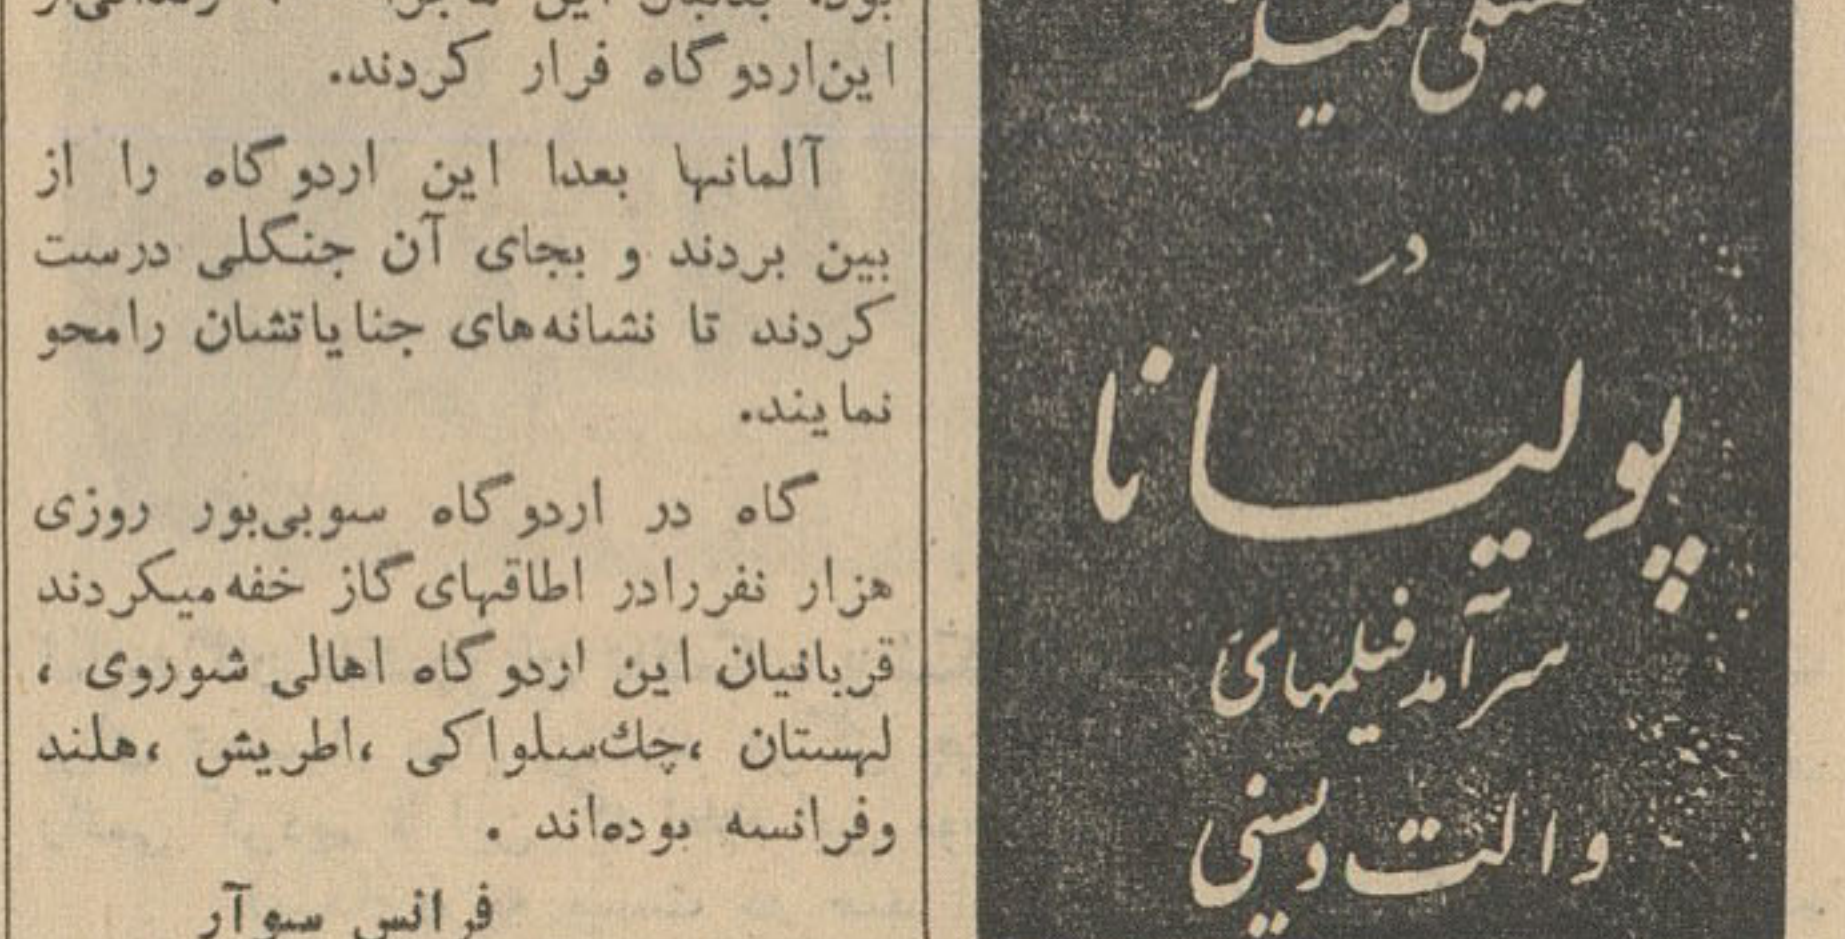 این‌اردوگاه فرار کردند.
آلمانها بعدا این اردوگاه را از
بین بردند و بجای آن جنگلی درست
کردند تا نشانه‌های جنایاتشان رامحو
نمایند.
گاه در اردوگاه سوبی‌بور روزی
هزار نفررادر اطاقهای گاز خفه میکردند
قربانیان این اردوگاه اهالی شوروی ،
لهستان ،چك‌سلواکی ،اطریش ،هلند
وفرانسه بوده‌اند .
فرانس سوآر
میلز
در
پولیانا
سرآمد فیلمهای
والت دیسنی